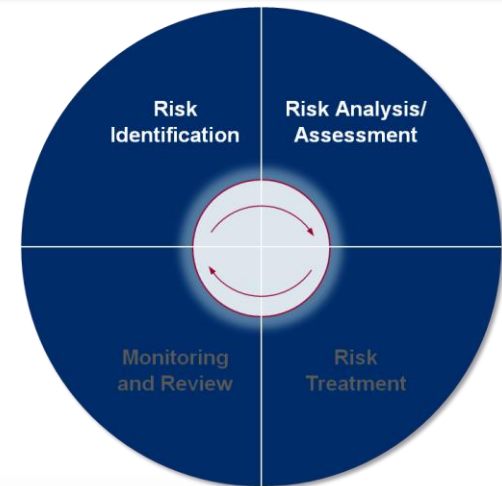 Risk
Identification
Risk Analysis/
Assessment
Monitoring
and Review
Risk
Treatment